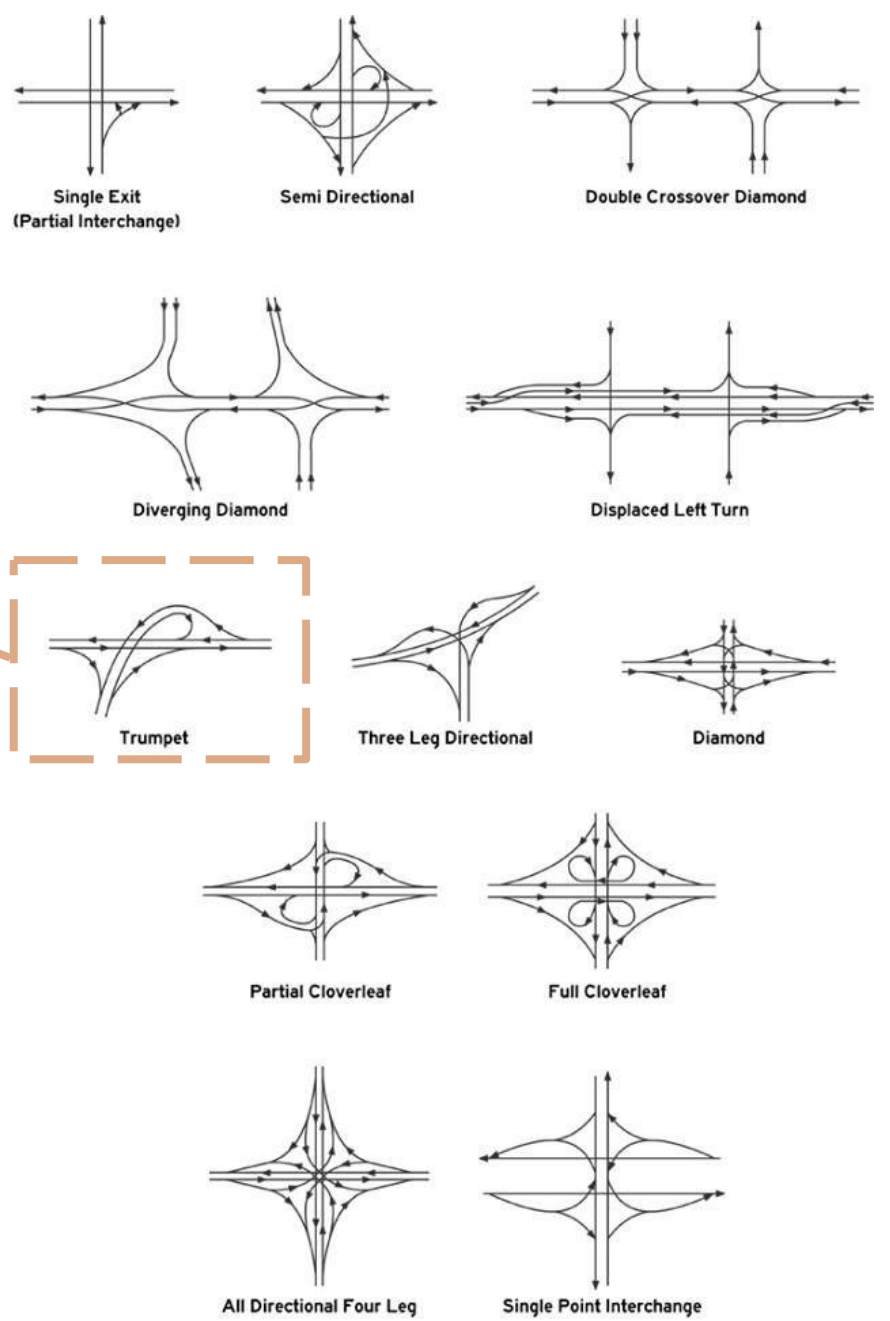 Single Exit
(Partial Interchange)
Semi Directional
Double Crossover Diamond
Diverging Diamond
Displaced Left Turn
Trumpet
Three Leg Directional
Diamond
Partial Cloverleaf
Full Cloverleaf
All Directional Four Leg
Single Point Interchange